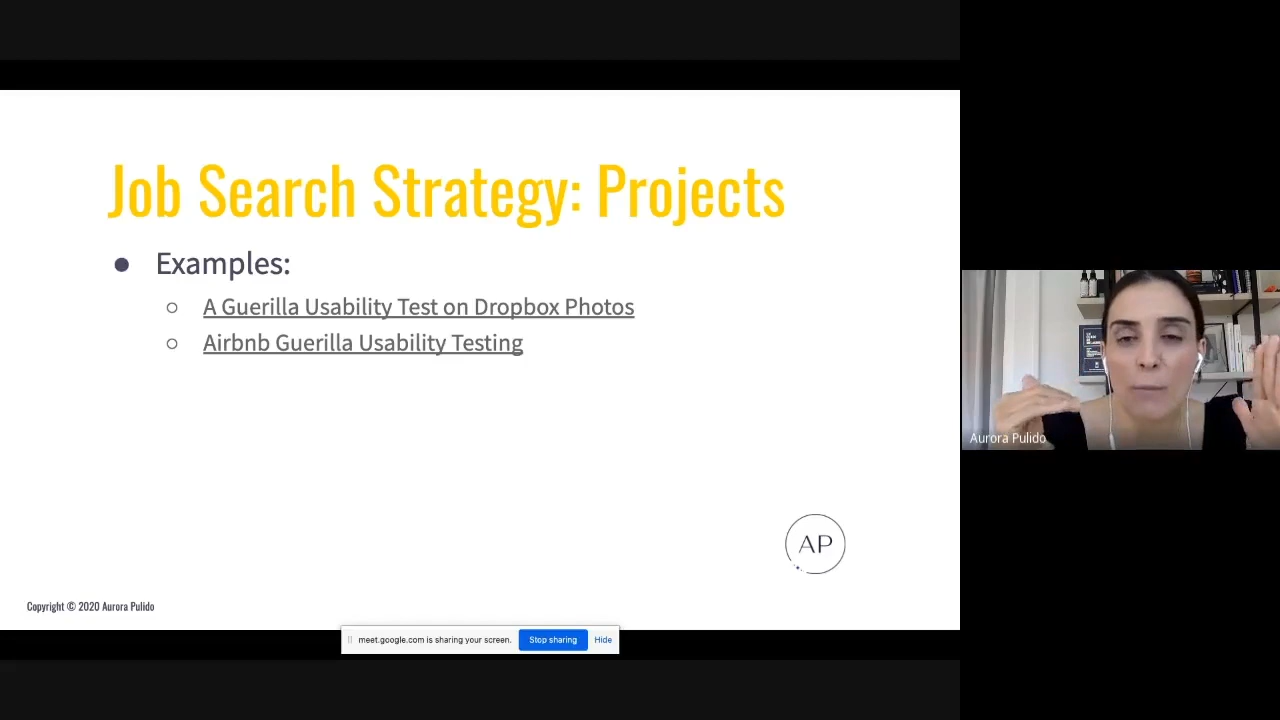 Job Search Strategy: Projects
Examples:
A Guerilla Usability Test on Dropbox Photos
Airbnb Guerilla Usability Testing
AP
Copyright © 2020 Aurora Pulido
meet.google.com is sharing your screen.
Stop sharing
Hide
Aurora Pulido